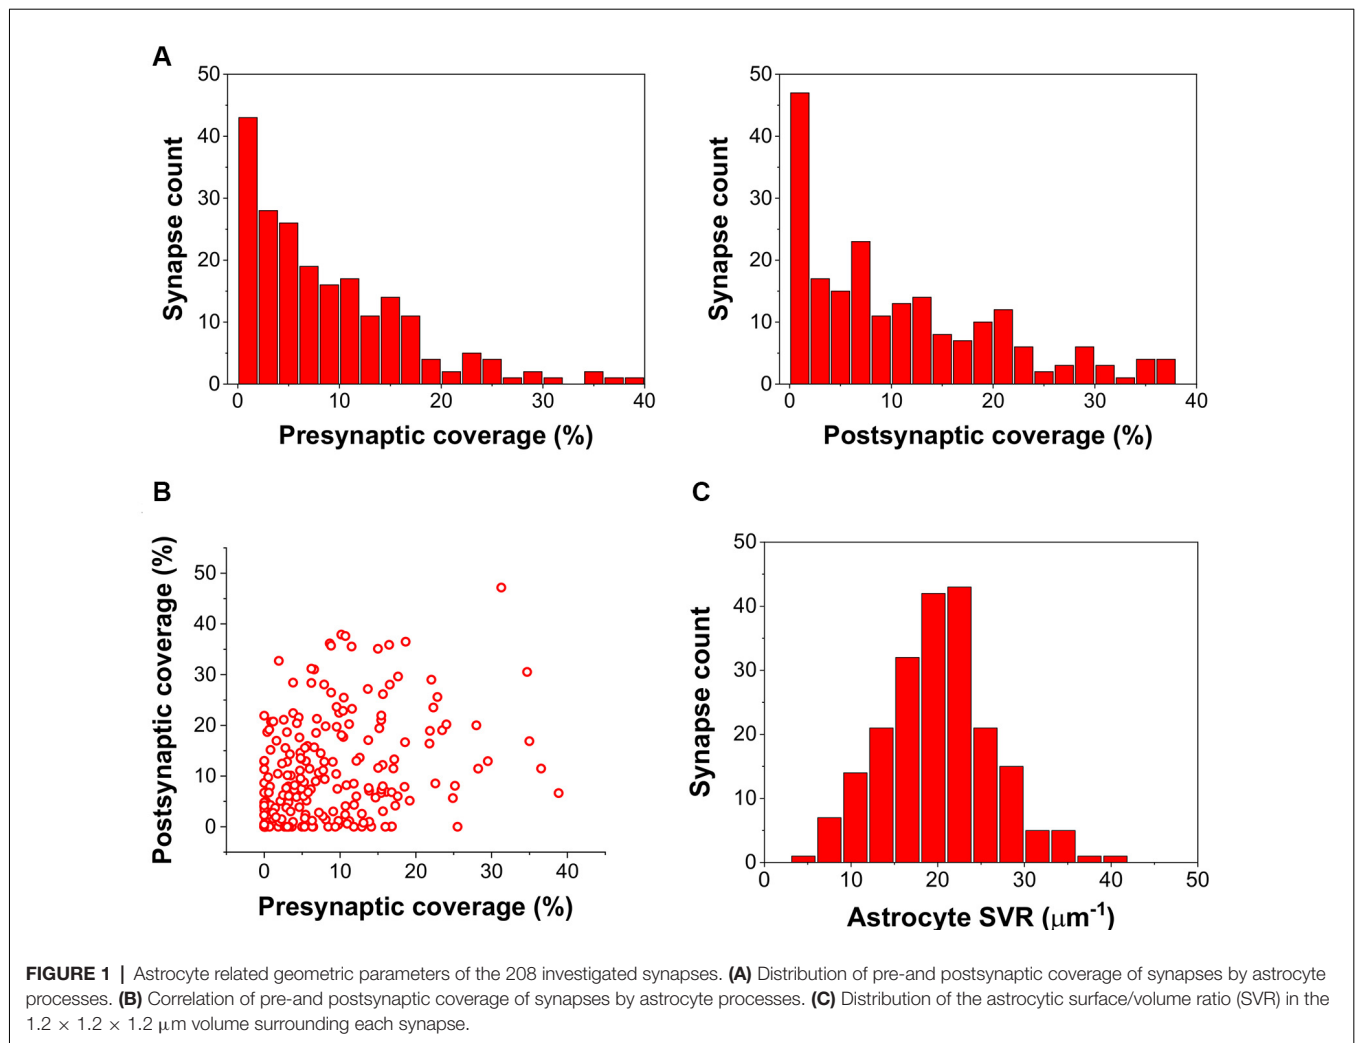 A
50
40
30
20
10
0
Synapse count
0 10 20 30 40
Presynaptic coverage (%)
50
40
30
20
10
0
Synapse count
0 10 20 30 40
Postsynaptic coverage (%)
B
50
40
30
20
10
0
Postsynaptic coverage (%)
0 10 20 30 40
Presynaptic coverage (%)
C
50
40
30
20
10
0
Synapse count
0 10 20 30 40 50
Astrocyte SVR (μm⁻¹)
FIGURE 1 | Astrocyte related geometric parameters of the 208 investigated synapses. (A) Distribution of pre-and postsynaptic coverage of synapses by astrocyte
processes. (B) Correlation of pre-and postsynaptic coverage of synapses by astrocyte processes. (C) Distribution of the astrocytic surface/volume ratio (SVR) in the
1.2 × 1.2 × 1.2 μm volume surrounding each synapse.